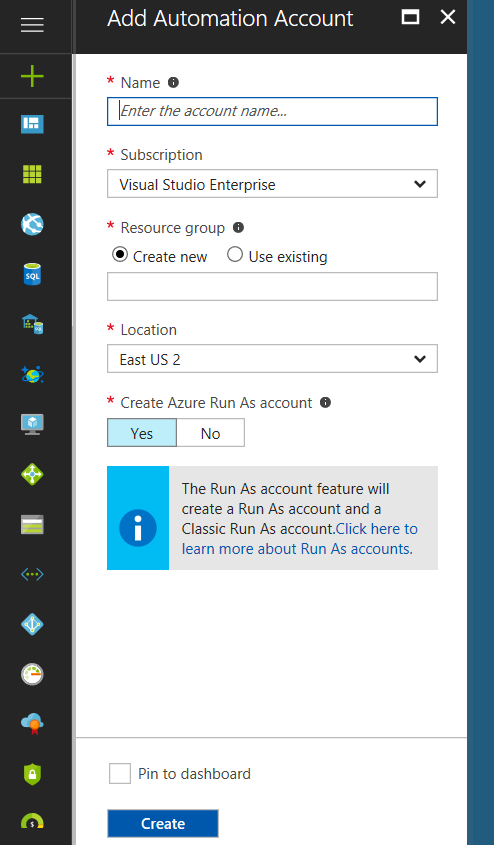 Add Automation Account
* Name
Enter the account name...
* Subscription
Visual Studio Enterprise
* Resource group
Create new
Use existing
* Location
East US 2
* Create Azure Run As account
Yes
No
The Run As account feature will
create a Run As account and a
Classic Run As account.Click here to
learn more about Run As accounts.
Pin to dashboard
Create
SQL